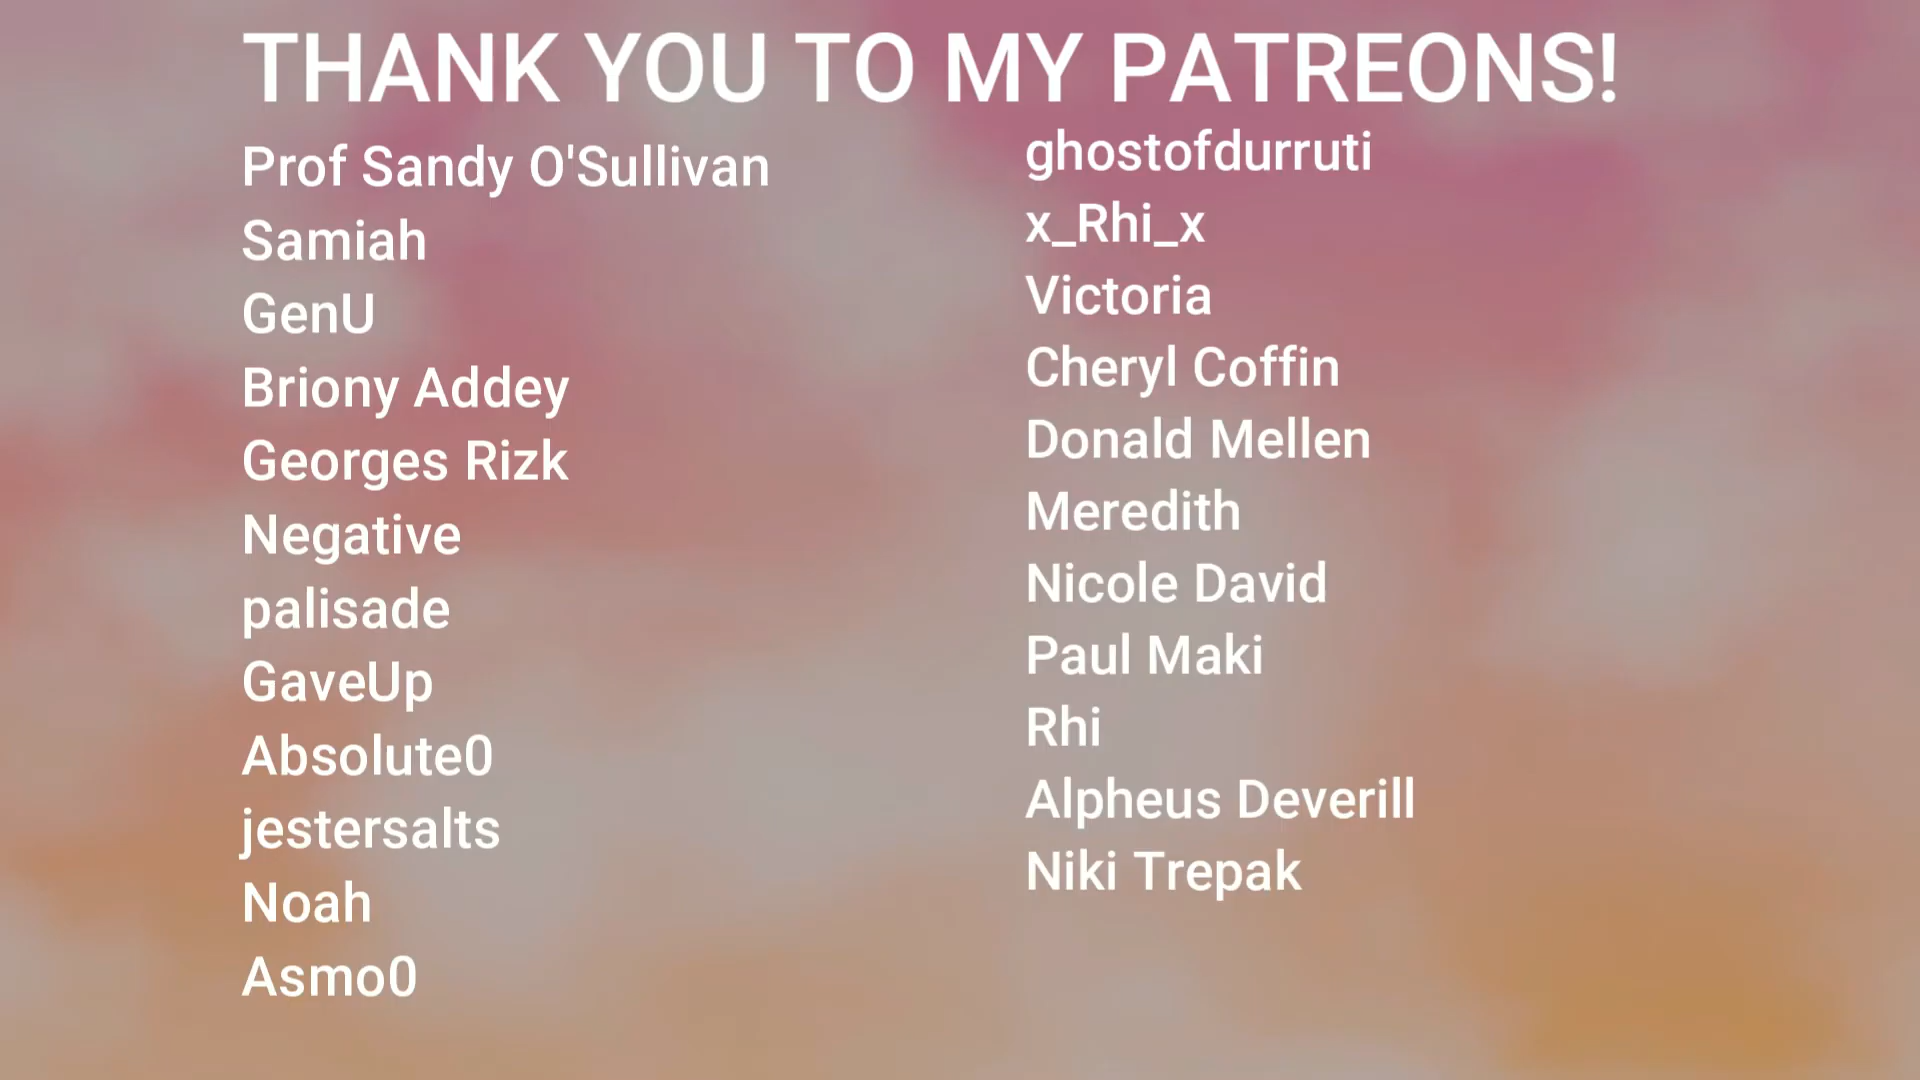 THANK YOU TO MY PATREONS!
Prof Sandy O'Sullivan
Samiah
GenU
Briony Addey
Georges Rizk
Negative
palisade
GaveUp
Absolute0
jestersalts
Noah
Asmo0
ghostofdurruti
x_Rhi_x
Victoria
Cheryl Coffin
Donald Mellen
Meredith
Nicole David
Paul Maki
Rhi
Alpheus Deverill
Niki Trepak